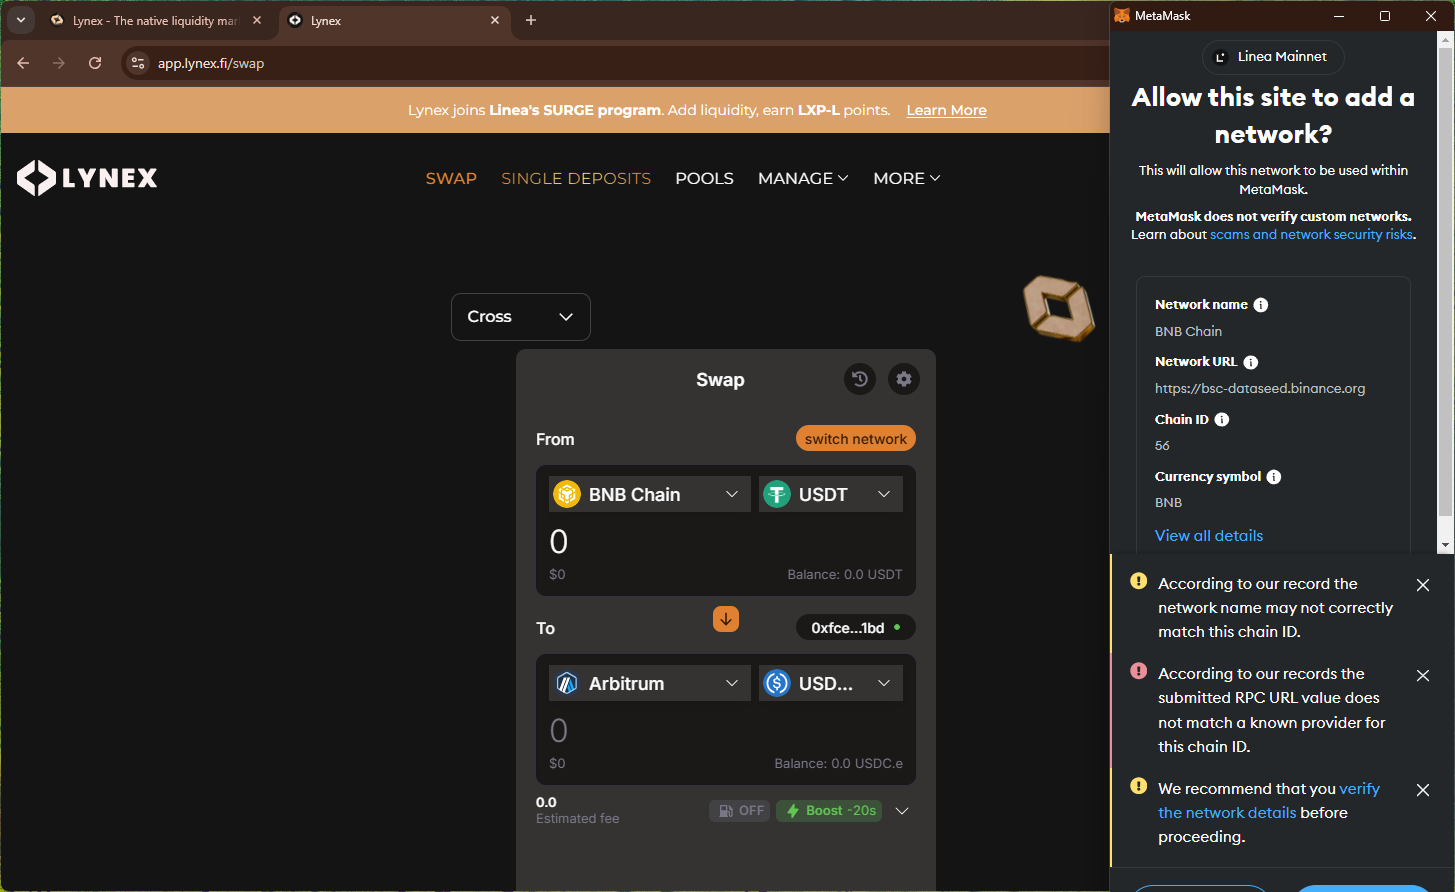 Lynex - The native liquidity mar
Lynex
app.lynex.fi/swap
Lynex joins Linea's SURGE program. Add liquidity, earn LXP-L points. Learn More
LYNEX
SWAP
SINGLE DEPOSITS
POOLS
MANAGE
MORE
Cross
Swap
From
switch network
BNB Chain
USDT
0
$0
Balance: 0.0 USDT
To
0xfce...1bd
Arbitrum
USD...
0
$0
Balance: 0.0 USDC.e
0.0
Estimated fee
OFF
Boost -20s
MetaMask
Linea Mainnet
Allow this site to add a
network?
This will allow this network to be used within
MetaMask.
MetaMask does not verify custom networks.
Learn about scams and network security risks.
Network name
BNB Chain
Network URL
https://bsc-dataseed.binance.org
Chain ID
56
Currency symbol
BNB
View all details
According to our record the
network name may not correctly
match this chain ID.
According to our records the
submitted RPC URL value does
not match a known provider for
this chain ID.
We recommend that you verify
the network details before
proceeding.